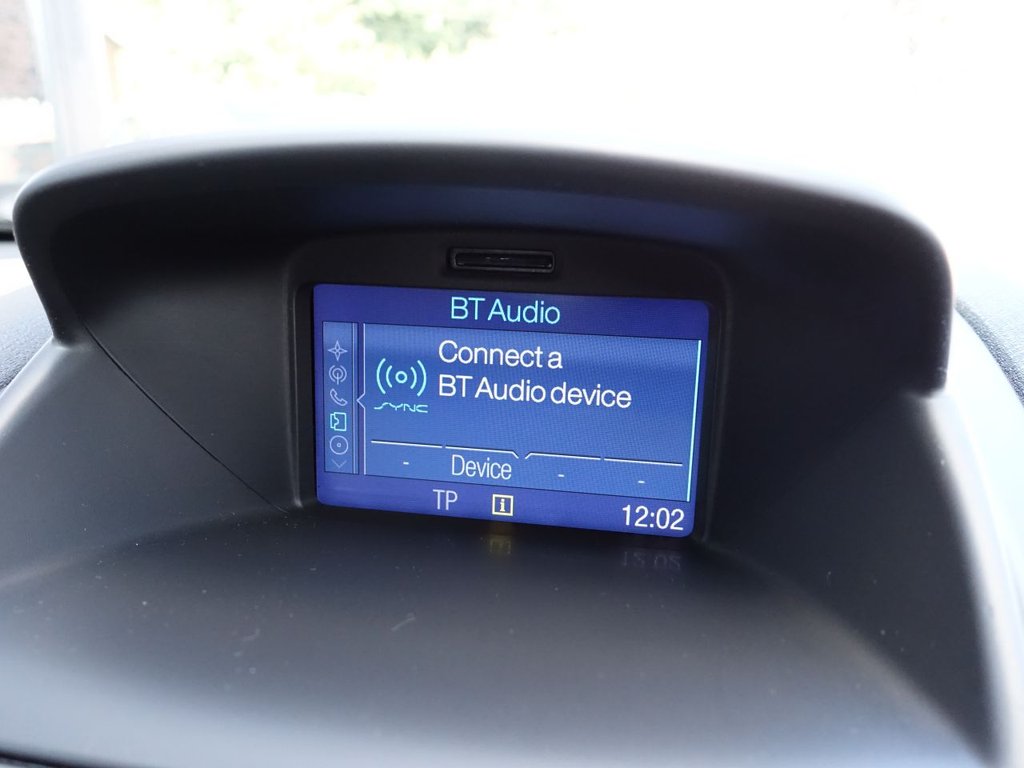 BT Audio
Connect a
BT Audio device
SYNC
- Device - -
TP i 12:02